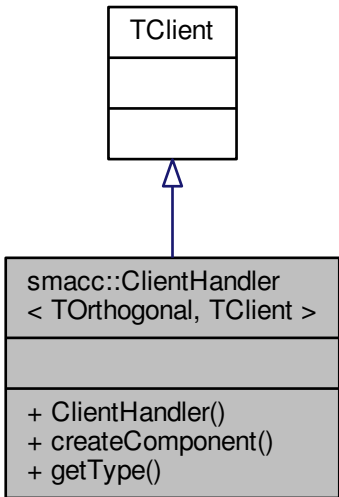 TClient
smacc::ClientHandler
< TOrthogonal, TClient >
+ ClientHandler()
+ createComponent()
+ getType()